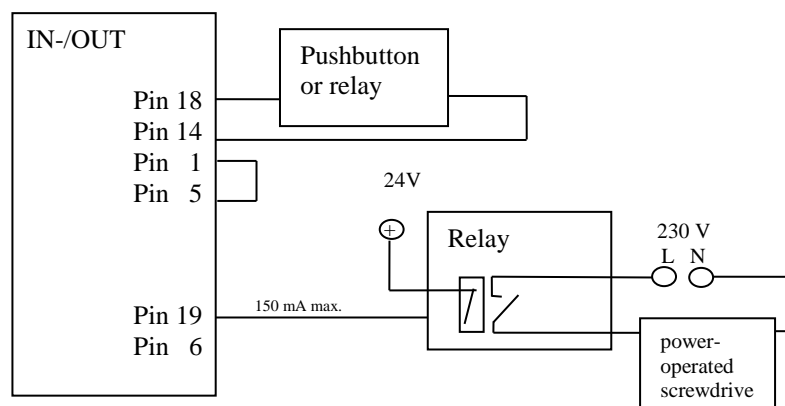 IN-/OUT
Pushbutton
or relay
Pin 18
Pin 14
Pin 1
Pin 5
24V
+
Relay
230 V
L N
150 mA max.
Pin 19
Pin 6
power-
operated
screwdrive